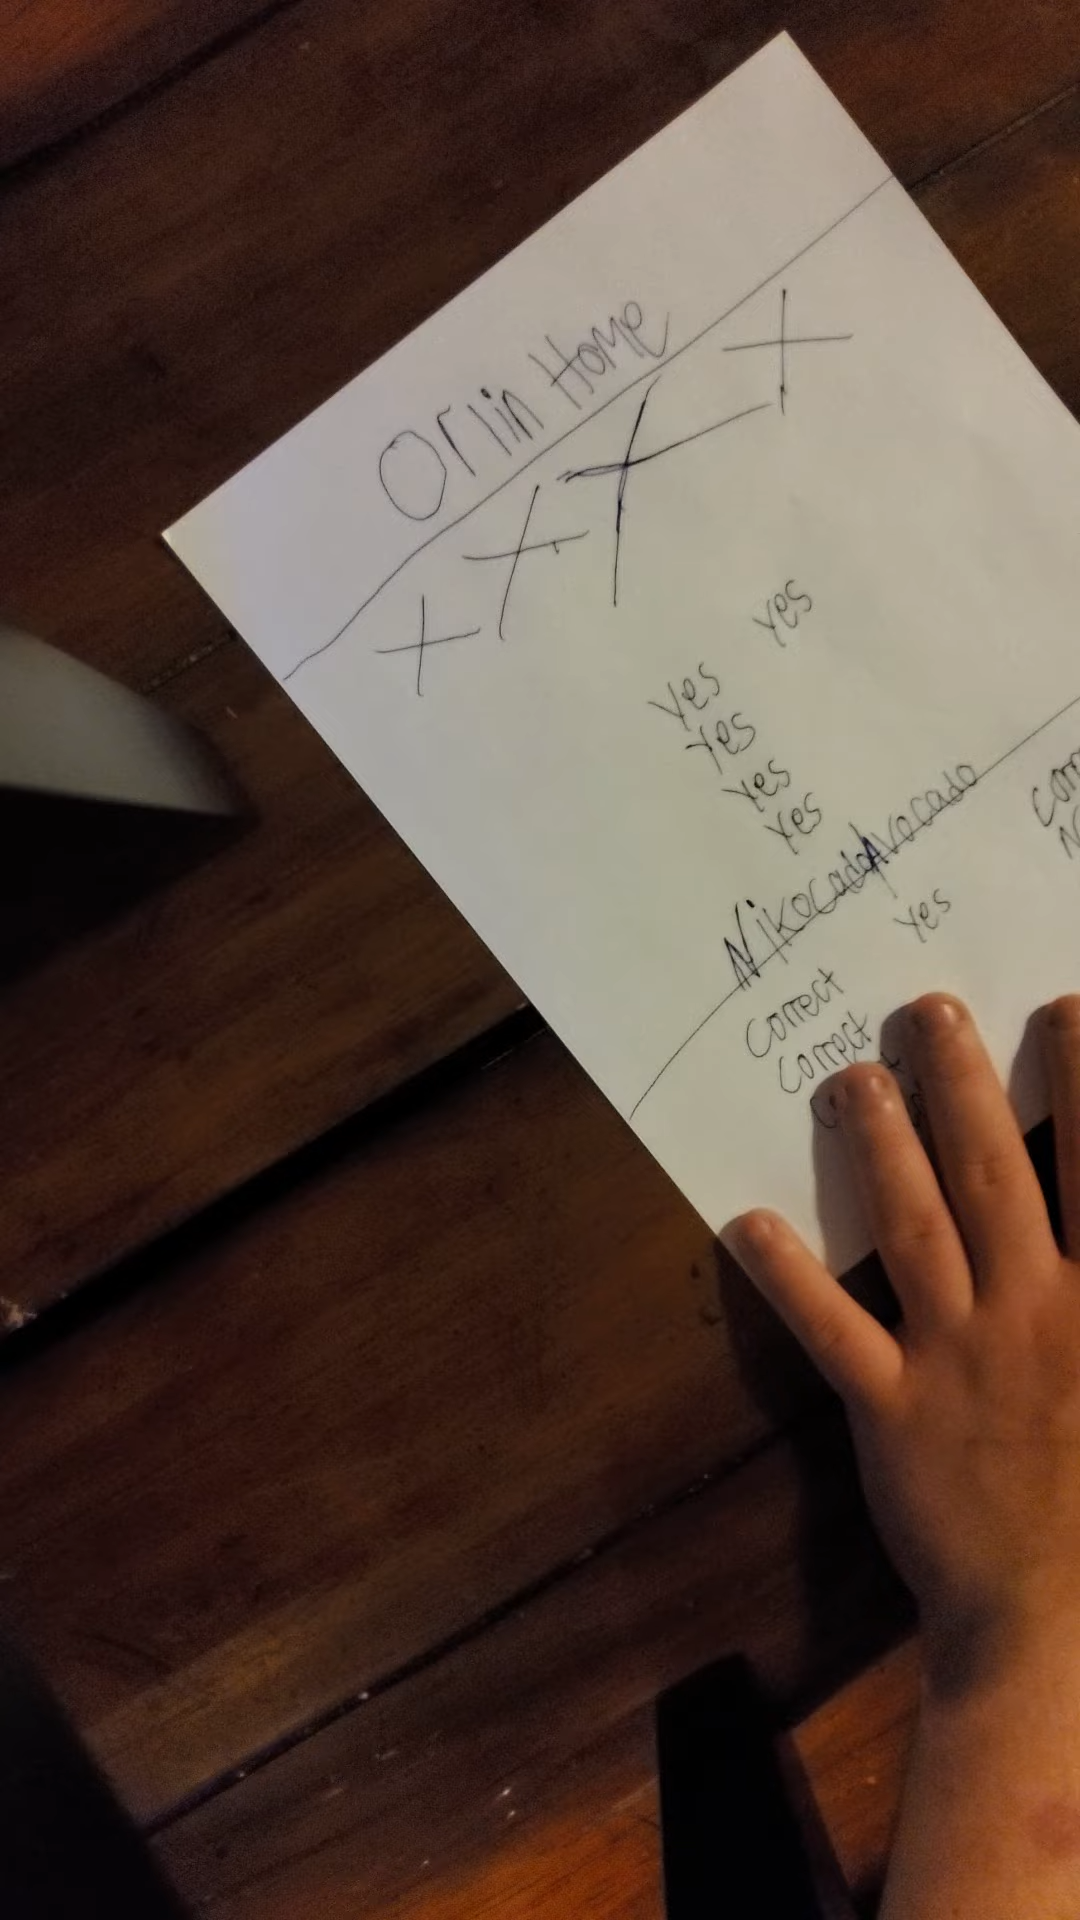 Orlin Home
X X X X
Yes
Yes
Yes
Yes
Yes
NikocadoAvocado
Yes
Correct
Correct